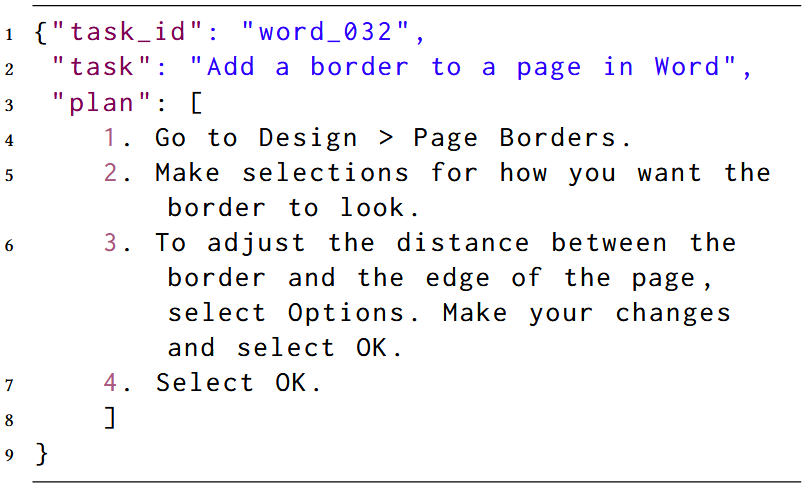 1 {"task_id": "word_032",
2 "task": "Add a border to a page in Word",
3 "plan": [
4 1. Go to Design > Page Borders.
5 2. Make selections for how you want the
border to look.
6 3. To adjust the distance between the
border and the edge of the page,
select Options. Make your changes
and select OK.
7 4. Select OK.
8 ]
9 }